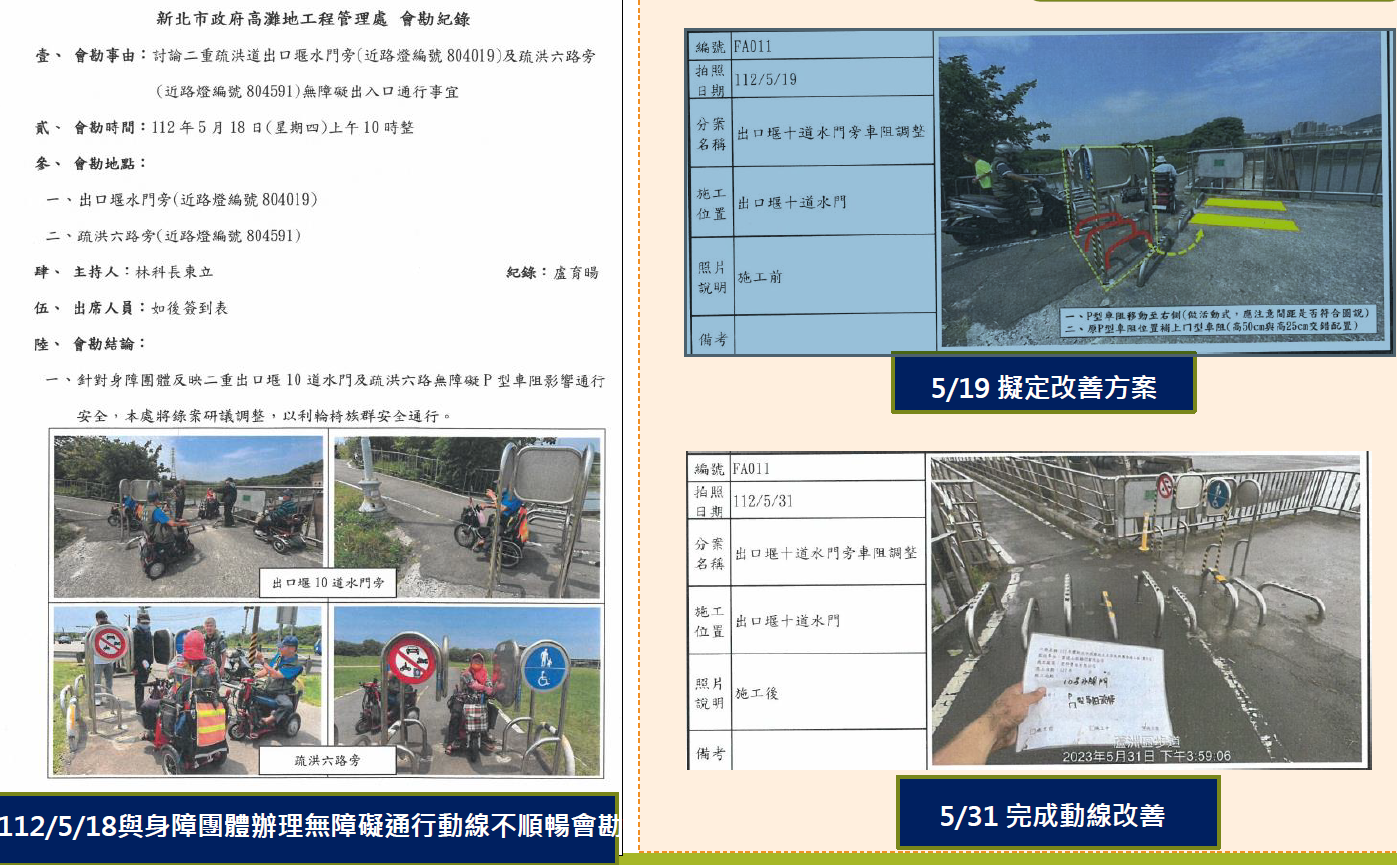 新北市政府高灘地工程管理處 會勘紀錄
壹、 會勘事由：討論二重疏洪道出口堰水門旁(近路燈編號804019)及疏洪六路旁
(近路燈編號804591)無障礙出入口通行事宜
貳、 會勘時間：112年5月18日(星期四)上午10時整
參、 會勘地點：
一、出口堰水門旁(近路燈編號804019)
二、疏洪六路旁(近路燈編號804591)
肆、 主持人：林科長東立 紀錄：盧育暘
伍、 出席人員：如後簽到表
陸、 會勘結論：
一、針對身障團體反映二重出口堰10道水門及疏洪六路無障礙P型車阻影響通行
安全，本處將錄案研議調整，以利輪椅族群安全通行。
出口堰10道水門旁
疏洪六路旁
112/5/18與身障團體辦理無障礙通行動線不順暢會勘
編號 FA011
拍照日期 112/5/19
分案名稱 出口堰十道水門旁車阻調整
施工位置 出口堰十道水門
照片說明 施工前
備考
一、P型車阻移動至右側(做活動式，應注意間距是否符合圖說)
二、原P型車阻位置補上ㄇ型車阻(高50cm與高25cm交錯配置)
5/19 擬定改善方案
編號 FA011
拍照日期 112/5/31
分案名稱 出口堰十道水門旁車阻調整
施工位置 出口堰十道水門
照片說明 施工後
備考
蘆洲區步道
2023年5月31日 下午3:59:06
5/31 完成動線改善